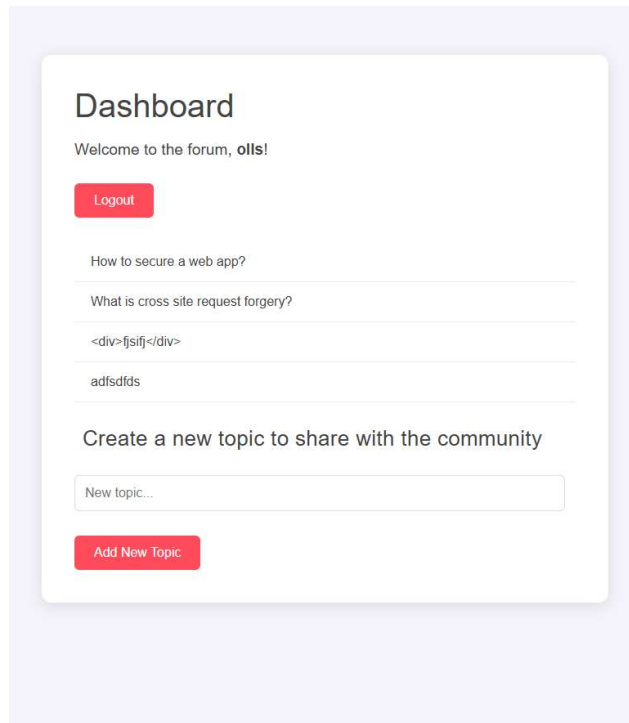 Dashboard
Welcome to the forum, olls!
Logout
How to secure a web app?
What is cross site request forgery?
<div>fjsifj</div>
adfsdfds
Create a new topic to share with the community
New topic...
Add New Topic